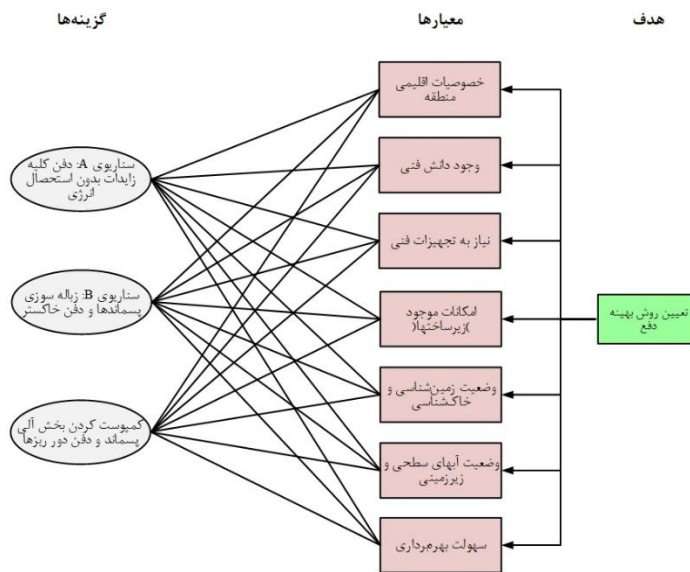 هدف
معیارها
گزینه‌ها
تعیین روش بهینه
دفع
خصوصیات اقلیمی
منطقه
وجود دانش فنی
نیاز به تجهیزات فنی
امکانات موجود
)زیرساختها(
وضعیت زمین‌شناسی و
خاکشناسی
وضعیت آبهای سطحی و
زیرزمینی
سهولت بهره‌برداری
سناریوی A: دفن کلیه
زایدات بدون استحصال
انرژی
سناریوی B: زباله سوزی
پسماندها و دفن خاکستر
کمپوست کردن بخش آلی
پسماند و دفن دور ریزها